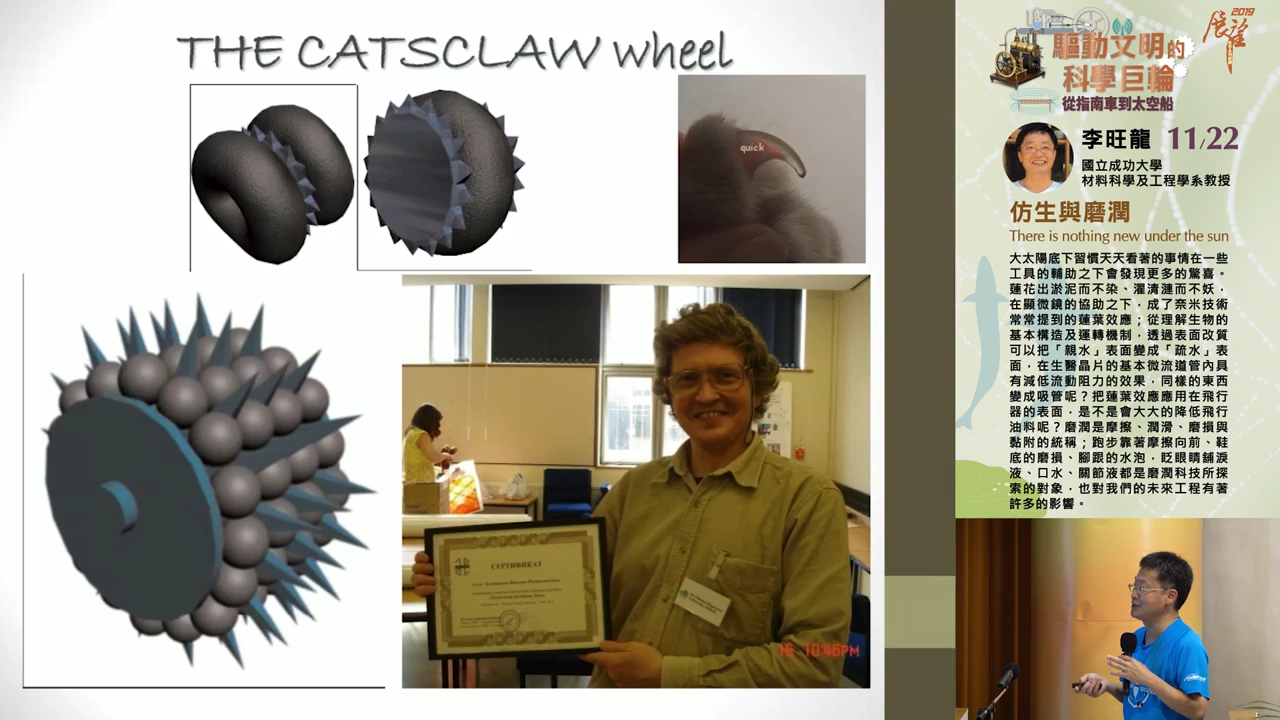 THE CATSCLAW wheel
quick
СЕРТИФИКАТ
16 10:46PM
2019
展望
驅動文明的
科學巨輪
從指南車到太空船
李旺龍 11/22
國立成功大學
材料科學及工程學系教授
仿生與磨潤
There is nothing new under the sun
大太陽底下習慣天天看著的事情在一些
工具的輔助之下會發現更多的驚喜。
蓮花出淤泥而不染、濯清漣而不妖，
在顯微鏡的協助之下，成了奈米技術
常常提到的蓮葉效應；從理解生物的
基本構造及運轉機制，透過表面改質
可以把「親水」表面變成「疏水」表
面，在生醫晶片的基本微流道管內具
有減低流動阻力的效果，同樣的東西
變成吸管呢？把蓮葉效應應用在飛行
器的表面，是不是會大大的降低飛行
油料呢？磨潤是摩擦、潤滑、磨損與
黏附的統稱；跑步靠著摩擦向前、鞋
底的磨損、腳跟的水泡，眨眼睛舖淚
液、口水、關節液都是磨潤科技所探
索的對象，也對我們的未來工程有著
許多的影響。